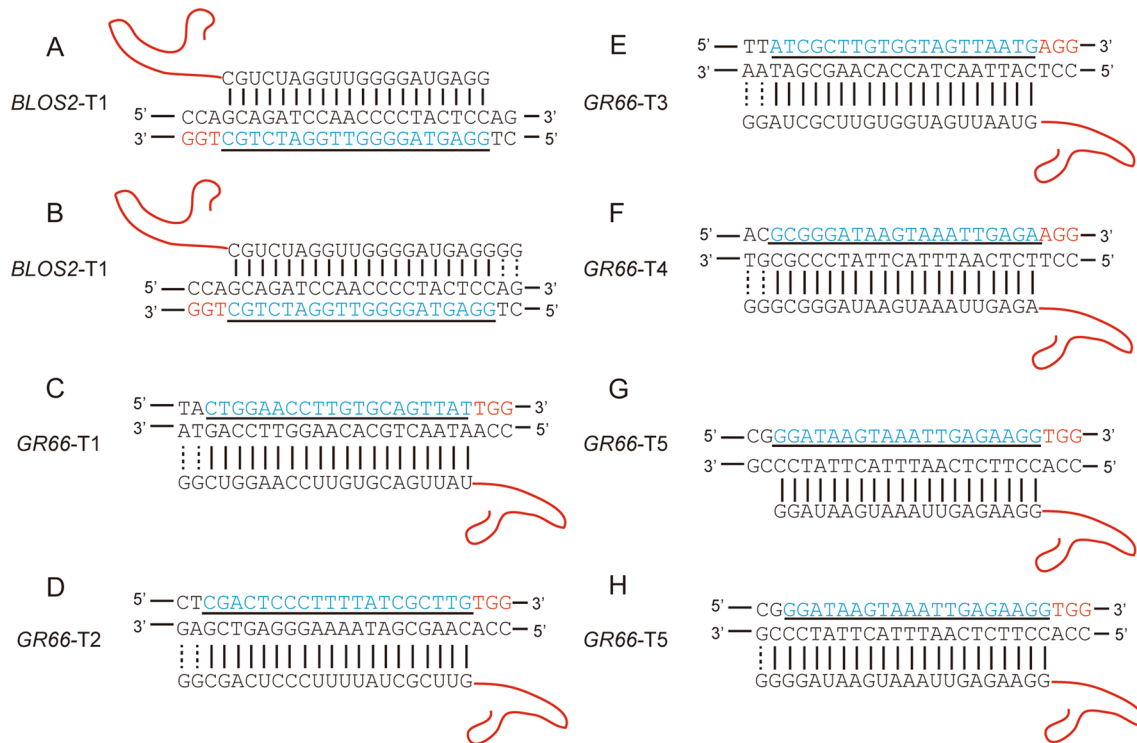 A
CGUCUAGGUUGGGGAUGAGG
BLOS2-T1
5’ CCAGCAGATCCAACCCCTACTCCAG 3’
3’ GGTCGTCTAGGTTGGGGATGAGGTC 5’
B
CGUCUAGGUUGGGGAUGAGGGG
BLOS2-T1
5’ CCAGCAGATCCAACCCCTACTCCAG 3’
3’ GGTCGTCTAGGTTGGGGATGAGGTC 5’
C
5’ TACTGGAACCTTGTGCAGTTATTGG 3’
3’ ATGACCTTGGAACACGTCAATAACC 5’
GR66-T1
GGCUGGAACCUUGUGCAGUUAU
D
5’ CTCGACTCCCTTTTATCGCTTGTGG 3’
3’ GAGCTGAGGGAAAATAGCGAACACC 5’
GR66-T2
GGCGACUCCCUUUUAUCGCUUG
E
5’ TTATCGCTTGTGGTAGTTAATGAGG 3’
3’ AATAGCGAACACCATCAATTACTCC 5’
GR66-T3
GGAUCGCUUGUGGUAGUUAAUG
F
5’ ACGCGGGATAAGTAAATTGAGAAGG 3’
3’ TGCGCCCTATTCATTTAACTCTTCC 5’
GR66-T4
GGGCGGGAUAAGUAAAUUGAGA
G
5’ CGGGATAAGTAAATTGAGAAGGTGG 3’
3’ GCCCTATTCATTTAACTCTTCCACC 5’
GR66-T5
GGAUAAGUAAAUUGAGAAGG
H
5’ CGGGATAAGTAAATTGAGAAGGTGG 3’
3’ GCCCTATTCATTTAACTCTTCCACC 5’
GR66-T5
GGGGAUAAGUAAAUUGAGAAGG